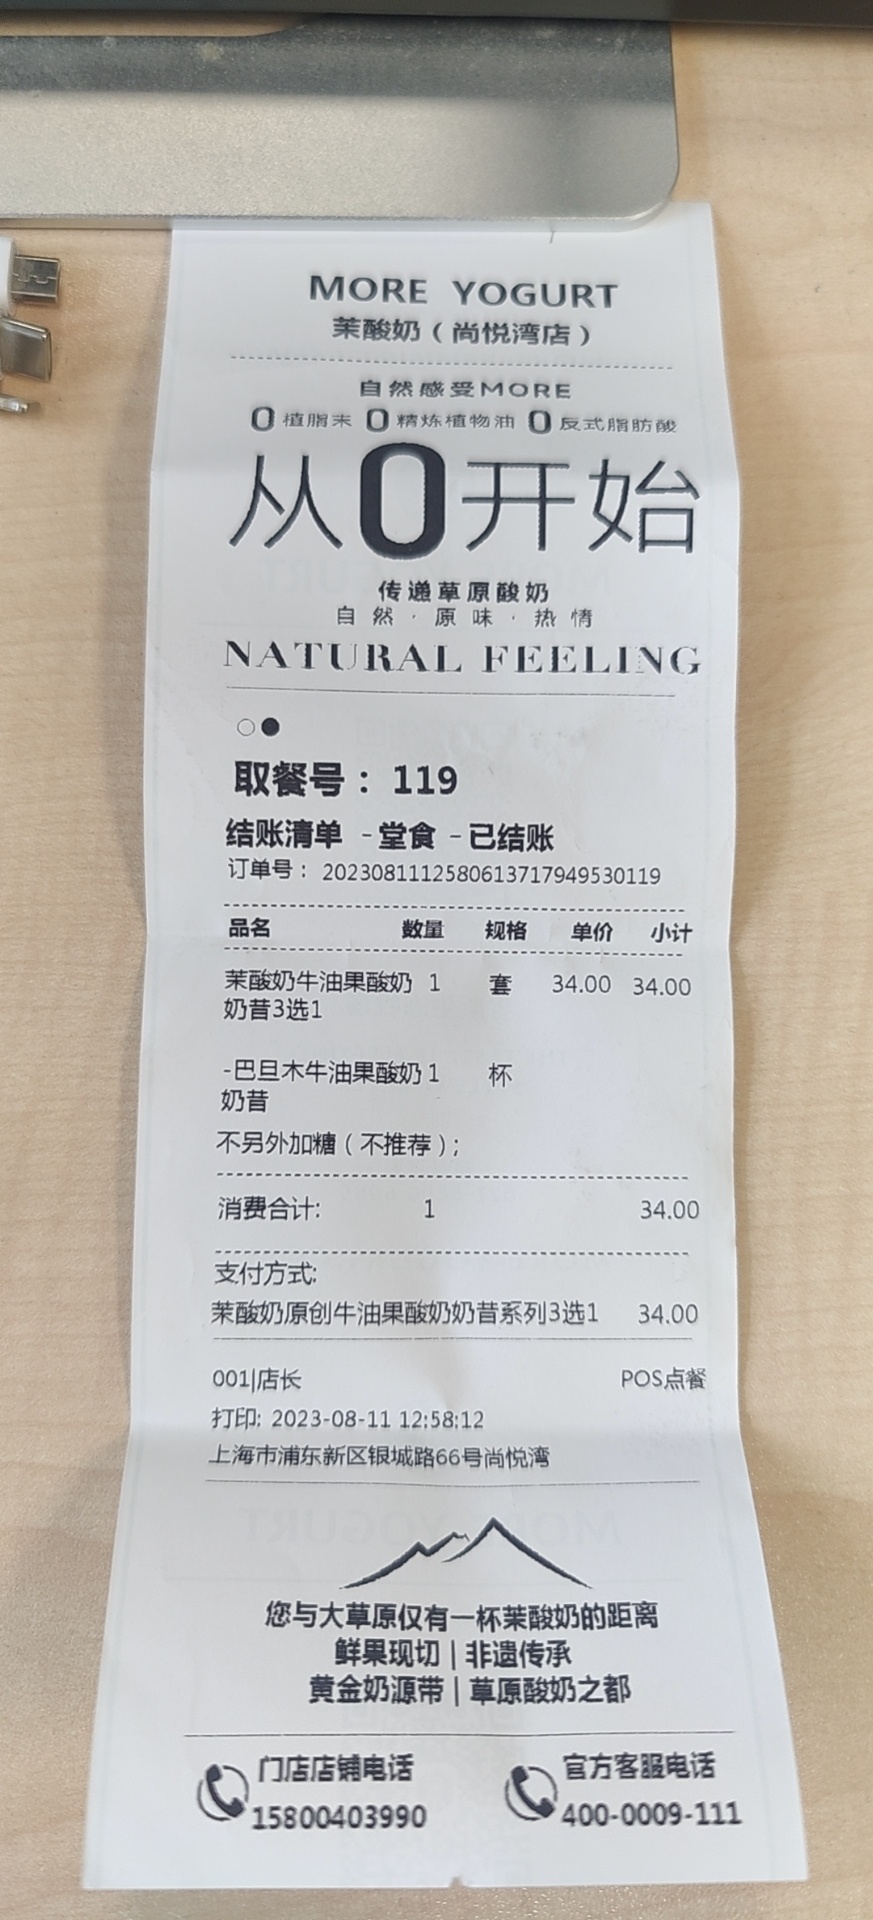 MORE YOGURT
茉酸奶（尚悦湾店）
自然感受MORE
0植脂末 0精炼植物油 0反式脂肪酸
从0开始
传递草原酸奶
自然·原味·热情
NATURAL FEELING
取餐号：119
结账清单 -堂食 -已结账
订单号：2023081112580613717949530119
品名 数量 规格 单价 小计
茉酸奶牛油果酸奶 1 套 34.00 34.00
奶昔3选1
-巴旦木牛油果酸奶 1 杯
奶昔
不另外加糖（不推荐）;
消费合计: 1 34.00
支付方式:
茉酸奶原创牛油果酸奶奶昔系列3选1 34.00
001|店长 POS点餐
打印: 2023-08-11 12:58:12
上海市浦东新区银城路66号尚悦湾
您与大草原仅有一杯茉酸奶的距离
鲜果现切|非遗传承
黄金奶源带|草原酸奶之都
门店店铺电话
15800403990
官方客服电话
400-0009-111